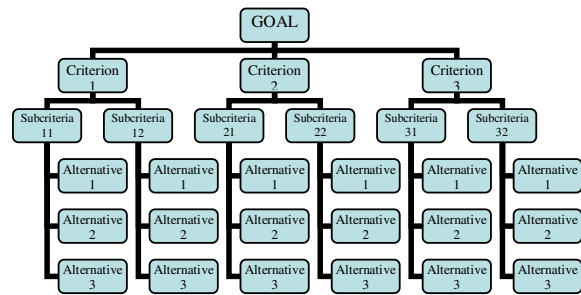 GOAL
Criterion
1
Criterion
2
Criterion
3
Subcriteria
11
Subcriteria
12
Subcriteria
21
Subcriteria
22
Subcriteria
31
Subcriteria
32
Alternative
1
Alternative
1
Alternative
1
Alternative
1
Alternative
1
Alternative
1
Alternative
2
Alternative
2
Alternative
2
Alternative
2
Alternative
2
Alternative
2
Alternative
3
Alternative
3
Alternative
3
Alternative
3
Alternative
3
Alternative
3